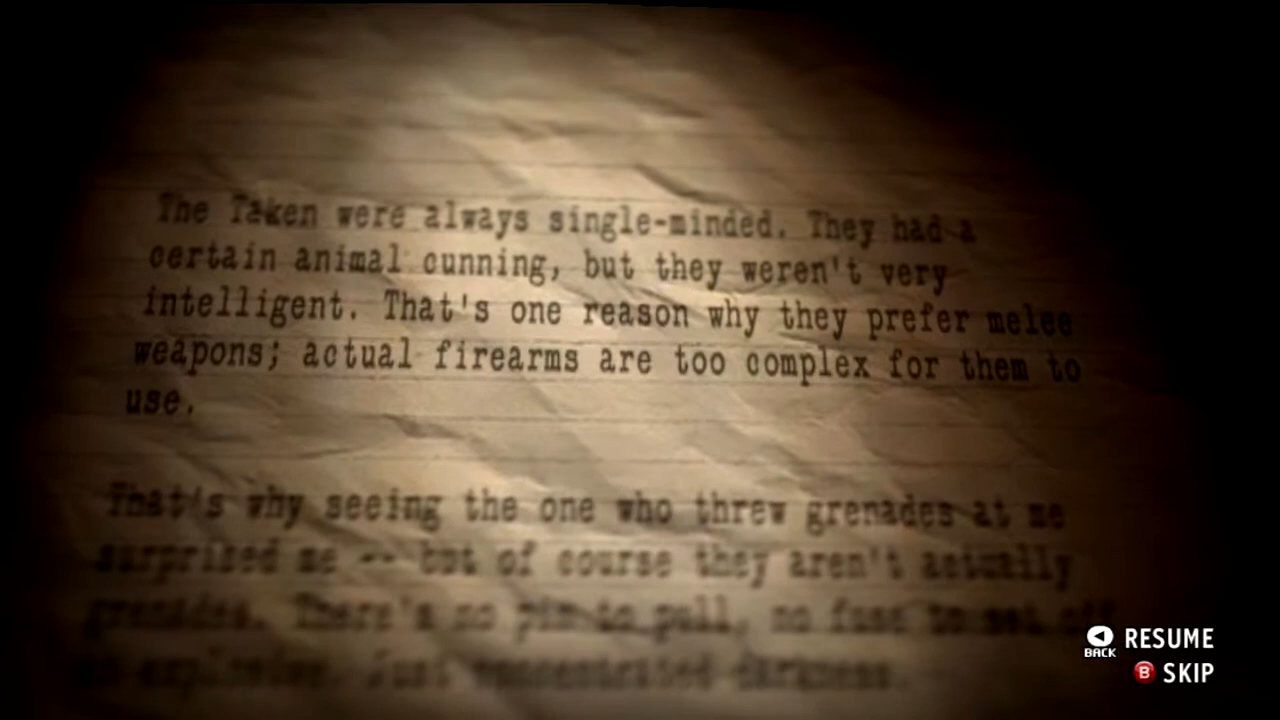 The Taken were always single-minded. They had a
certain animal cunning, but they weren't very
intelligent. That's one reason why they prefer melee
weapons; actual firearms are too complex for them to
use.
That's why seeing the one who threw grenades at me
surprised me -- but of course they aren't actually
grenades. There's no pin to pull, no fuse to set off
an explosive. Just concentrated darkness.
BACK RESUME
B SKIP